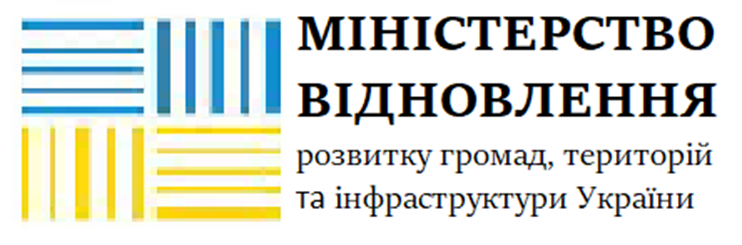 МІНІСТЕРСТВО
ВІДНОВЛЕННЯ
розвитку громад, територій
та інфраструктури України